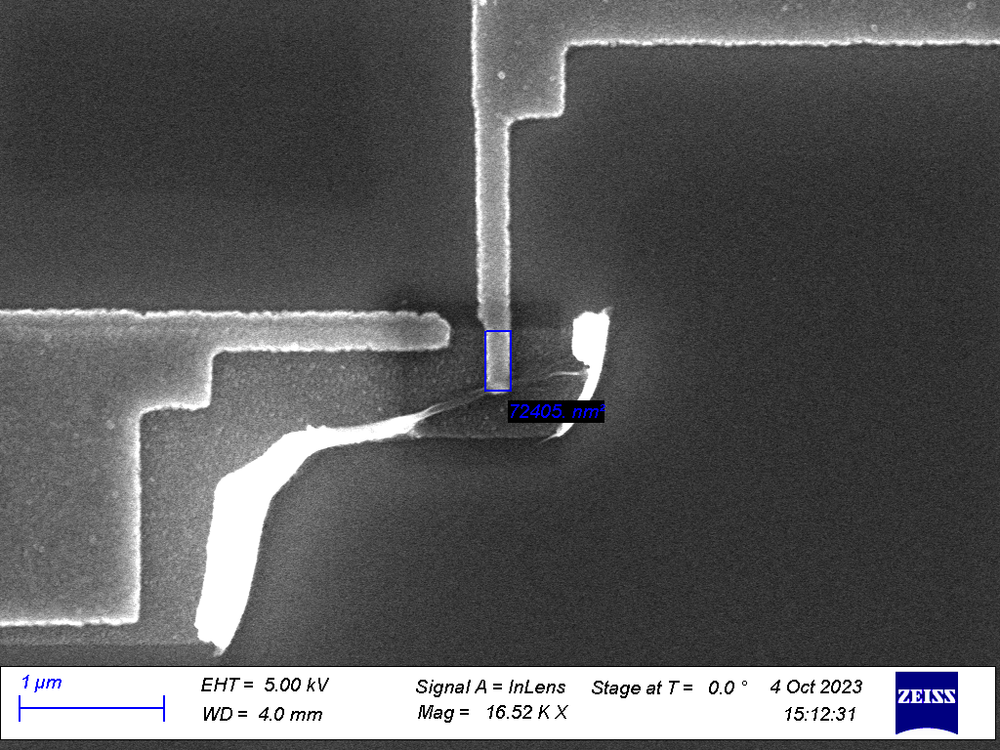 72405. nm²
1 µm
EHT = 5.00 kV
Signal A = InLens
Stage at T = 0.0 °
4 Oct 2023
WD = 4.0 mm
Mag = 16.52 K X
15:12:31
ZEISS